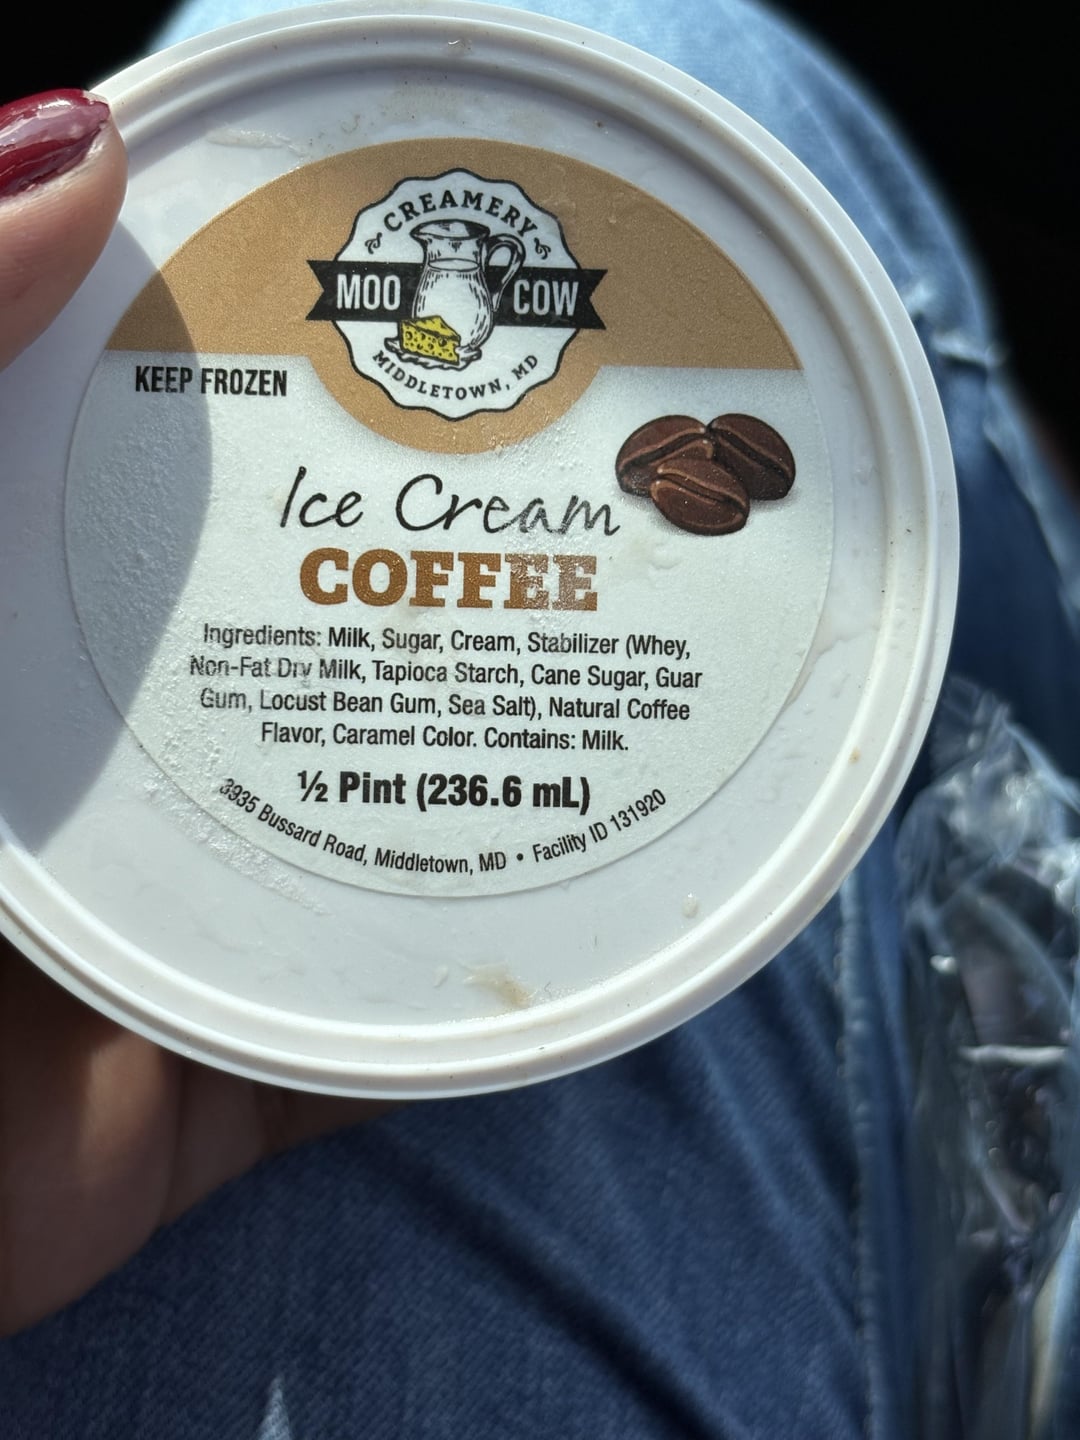 CREAMERY
MOO COW
MIDDLETOWN, MD
KEEP FROZEN
Ice Cream
COFFEE
Ingredients: Milk, Sugar, Cream, Stabilizer (Whey,
Non-Fat Dry Milk, Tapioca Starch, Cane Sugar, Guar
Gum, Locust Bean Gum, Sea Salt), Natural Coffee
Flavor, Caramel Color. Contains: Milk.
½ Pint (236.6 mL)
3935 Bussard Road, Middletown, MD • Facility ID 131920